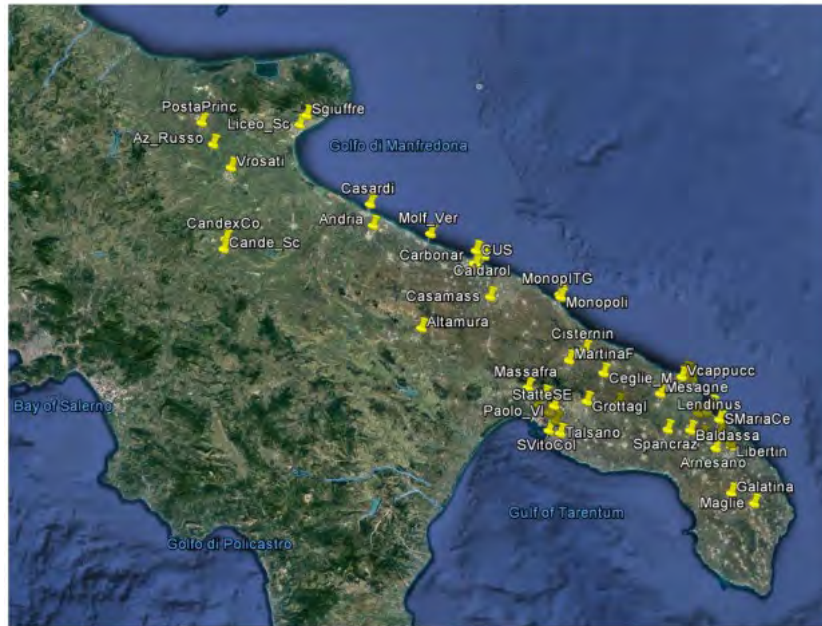 PostaPrinc
Sgiuffre
Liceo_Sc
Az_Russo
Golfo di Manfredona
Vrosati
Casardi
Andria
Molf_Ver
CandexCo
Cande_Sc
Carbonar
CUS
Caldarol
MonopITG
Casamass
Monopoli
Altamura
Cisternin
MartinaF
Massafra
Ceglie_M
Vcappucc
Mesagne
StatteSE
Bay of Salerno
Paolo_VI
Grottagl
Lendinus
SMariaCe
SVitoCol
Talsano
Spancraz
Baldassa
Libertin
Arnesano
Galatina
Maglie
Gulf of Tarentum
Golfo di Policastro